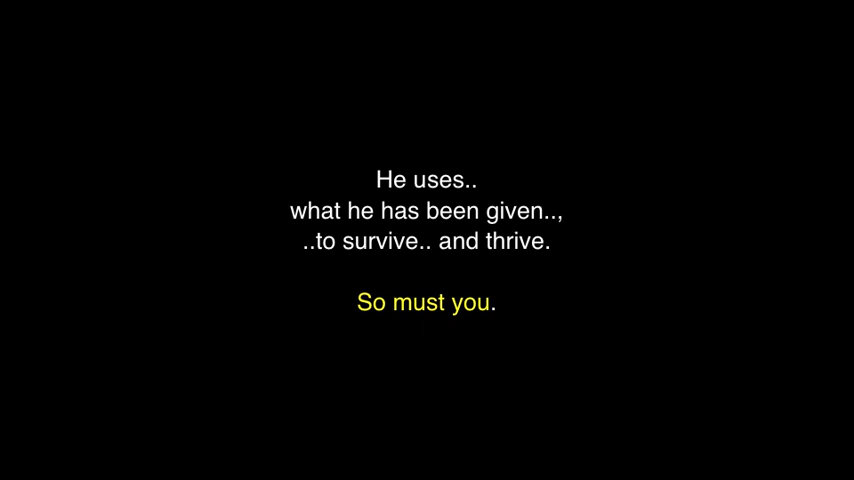 He uses..
what he has been given..,
..to survive.. and thrive.
So must you.